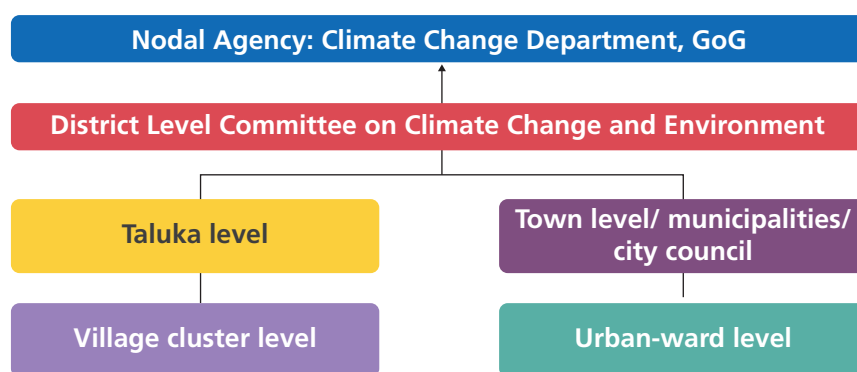 Nodal Agency: Climate Change Department, GoG
District Level Committee on Climate Change and Environment
Taluka level
Town level/ municipalities/
city council
Village cluster level
Urban-ward level